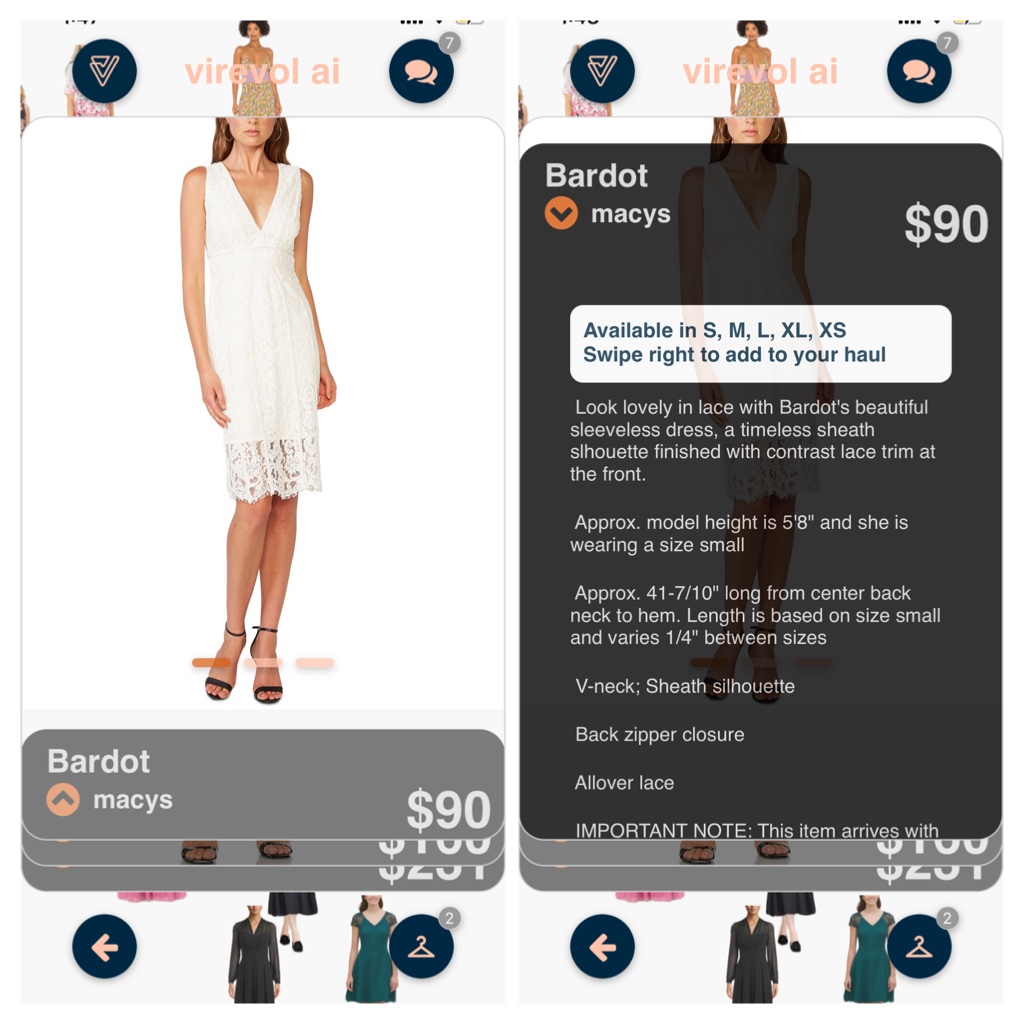 virevol ai
7
Bardot
macys
$90
$231
2
virevol ai
7
Bardot
macys
$90
Available in S, M, L, XL, XS
Swipe right to add to your haul
Look lovely in lace with Bardot's beautiful
sleeveless dress, a timeless sheath
slhouette finished with contrast lace trim at
the front.
Approx. model height is 5'8" and she is
wearing a size small
Approx. 41-7/10" long from center back
neck to hem. Length is based on size small
and varies 1/4" between sizes
V-neck; Sheath silhouette
Back zipper closure
Allover lace
IMPORTANT NOTE: This item arrives with
$231
2